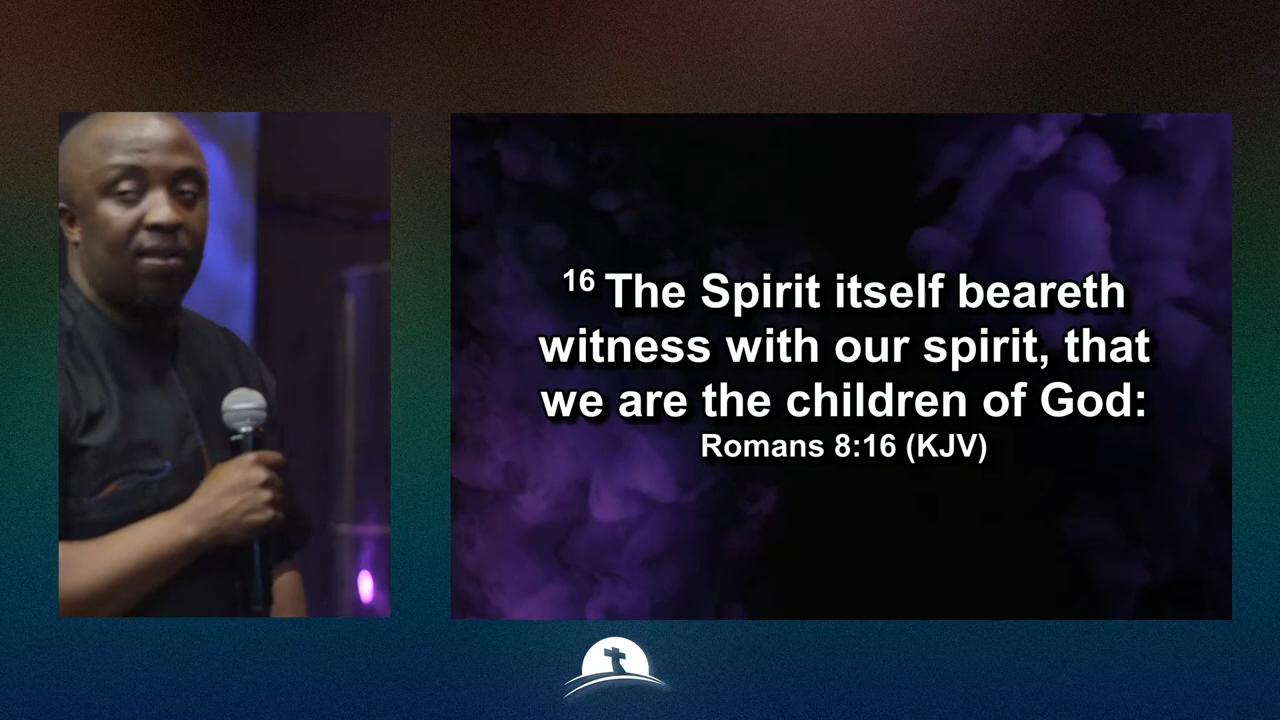 16 The Spirit itself beareth
witness with our spirit, that
we are the children of God:
Romans 8:16 (KJV)